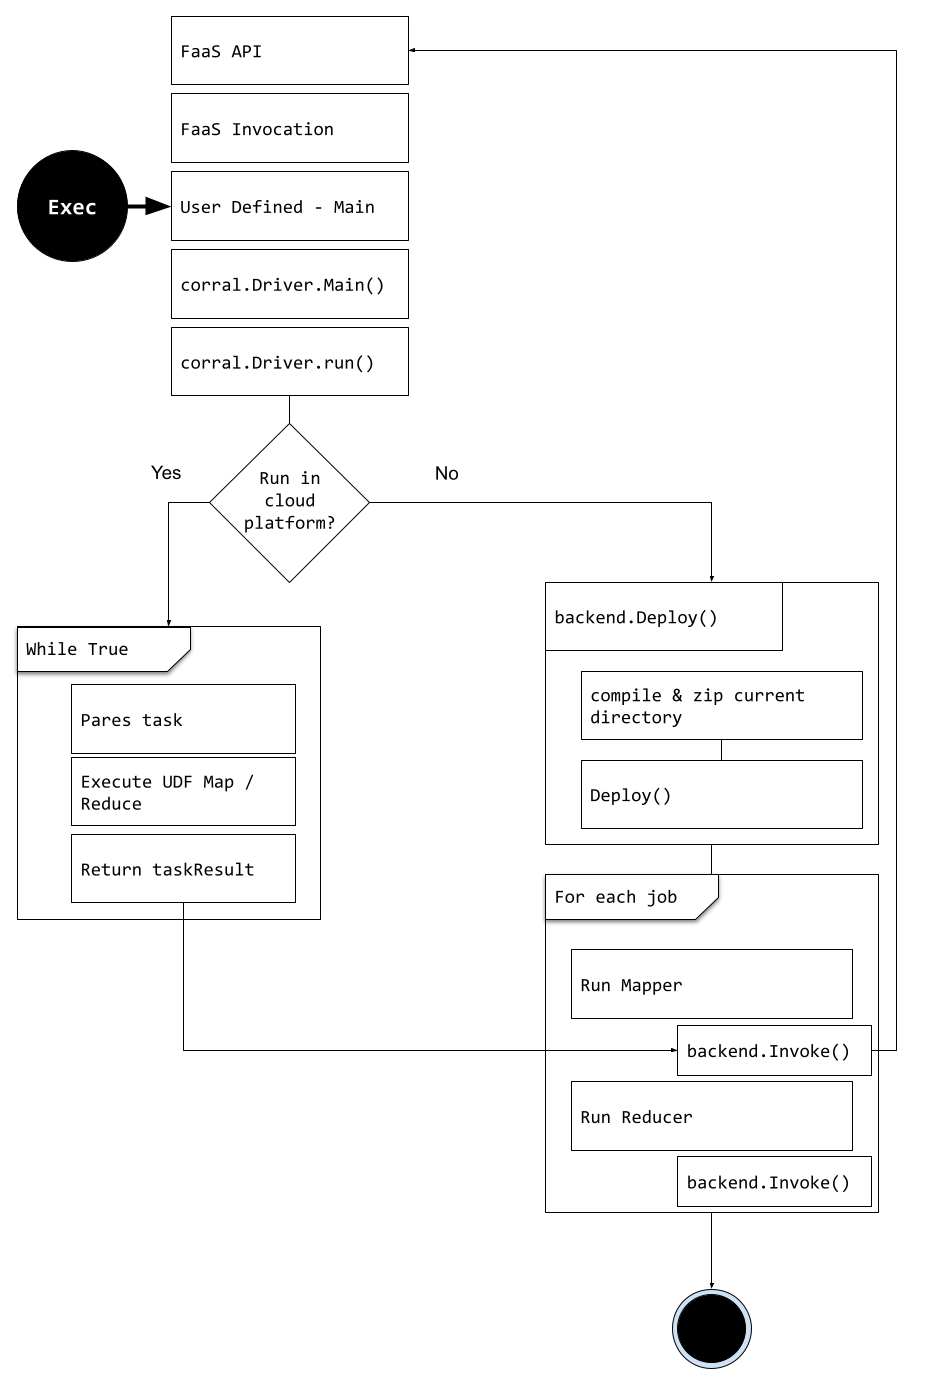 FaaS API
FaaS Invocation
Exec
User Defined - Main
corral.Driver.Main()
corral.Driver.run()
Yes
Run in
cloud
platform?
No
While True
Pares task
Execute UDF Map /
Reduce
Return taskResult
backend.Deploy()
compile & zip current
directory
Deploy()
For each job
Run Mapper
backend.Invoke()
Run Reducer
backend.Invoke()